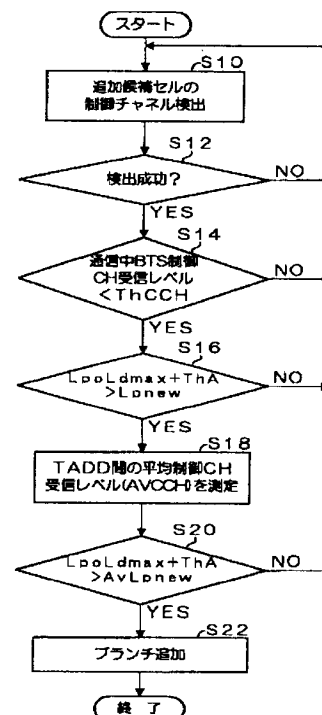 スタート
S10
追加候補セルの
制御チャネル検出
S12
検出成功?
NO
YES
S14
通信中BTS制御
CH受信レベル
<ThCCH
NO
YES
S16
LpoLdmax+ThA
>Lpnew
NO
YES
S18
TADD間の平均制御CH
受信レベル(AVCCH)を測定
S20
LpoLdmax+ThA
>AvLpnew
NO
YES
S22
ブランチ追加
終了